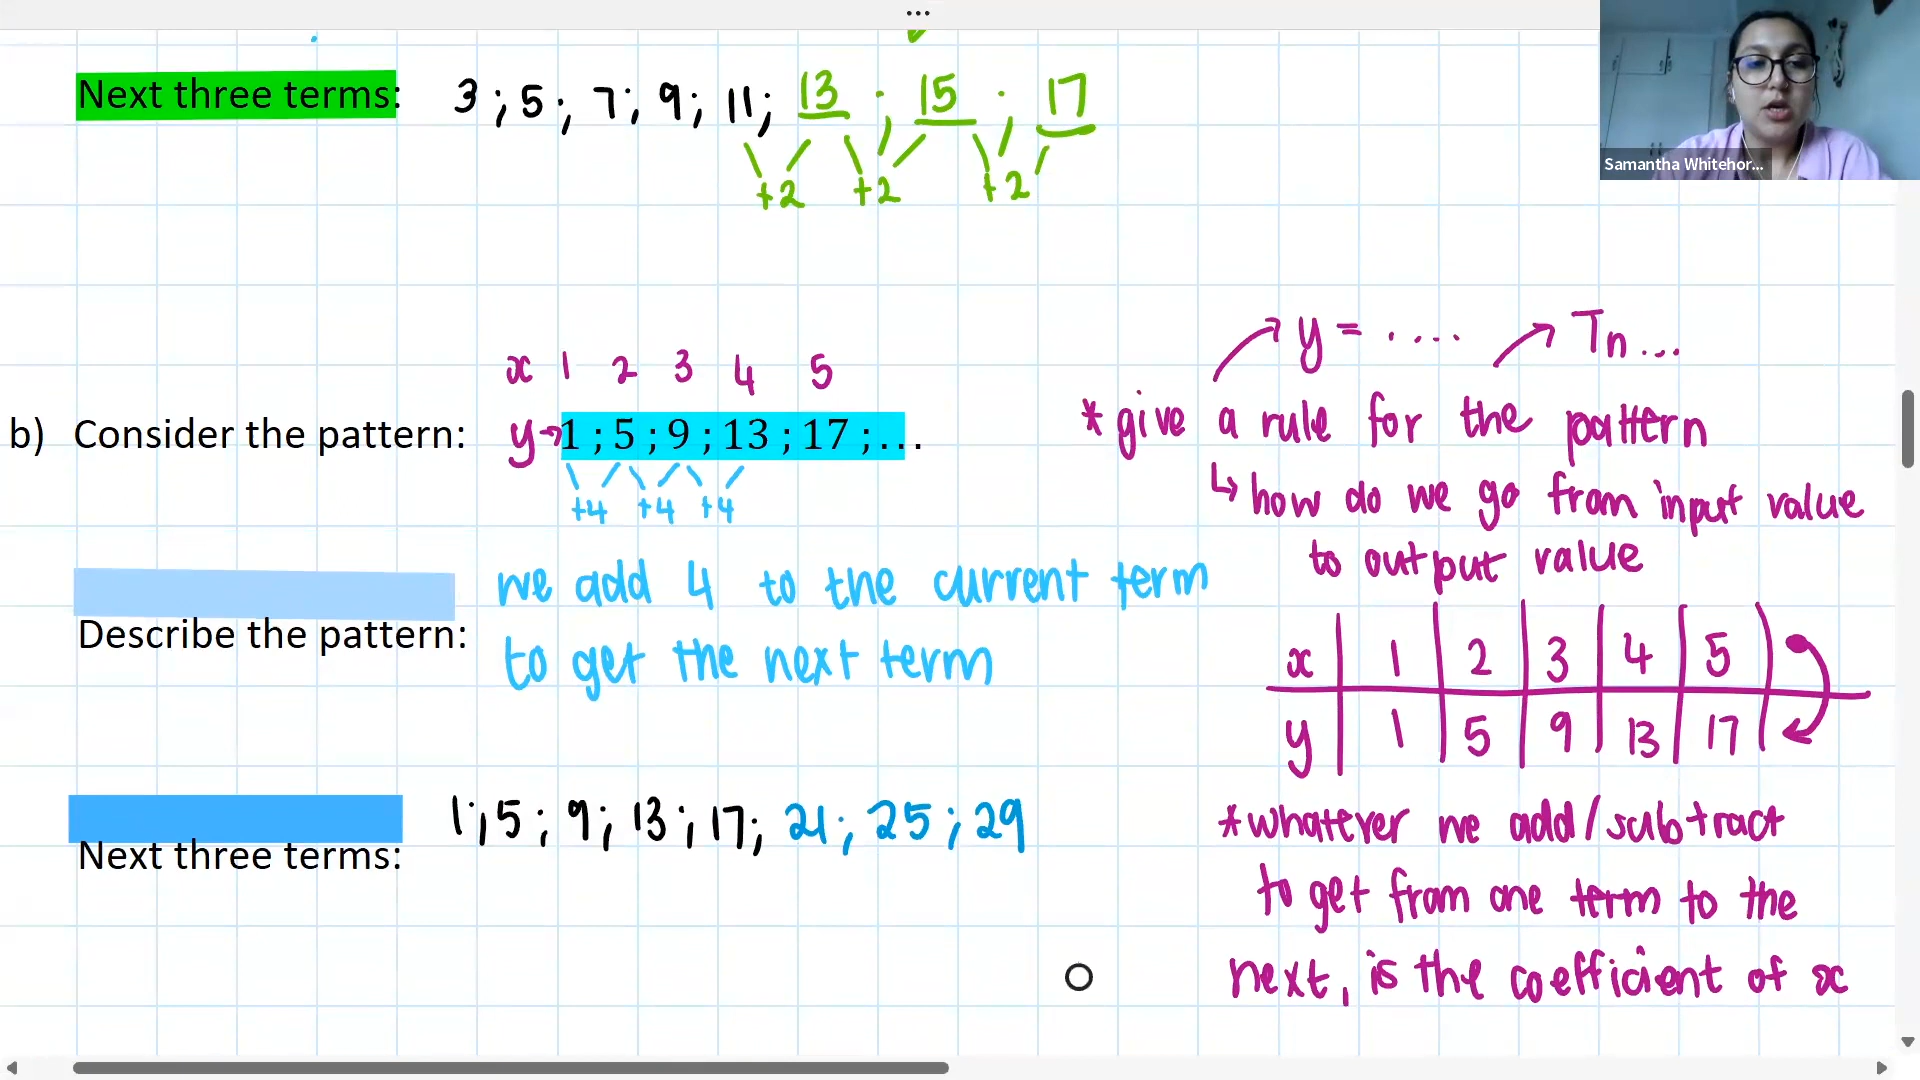 ...
Samantha Whitehor...
Next three terms: 3 ; 5 ; 7 ; 9 ; 11 ; 13 ; 15 ; 17
+2 +2 +2
y = .... Tn...
x 1 2 3 4 5
b) Consider the pattern: y→ 1 ; 5 ; 9 ; 13 ; 17 ; ...
+4 +4 +4
Describe the pattern: we add 4 to the current term
to get the next term
Next three terms: 1 ; 5 ; 9 ; 13 ; 17 ; 21 ; 25 ; 29
*give a rule for the pattern
↳ how do we go from input value
to output value
x 1 2 3 4 5
y 1 5 9 13 17
*whatever we add/subtract
to get from one term to the
next, is the coefficient of x